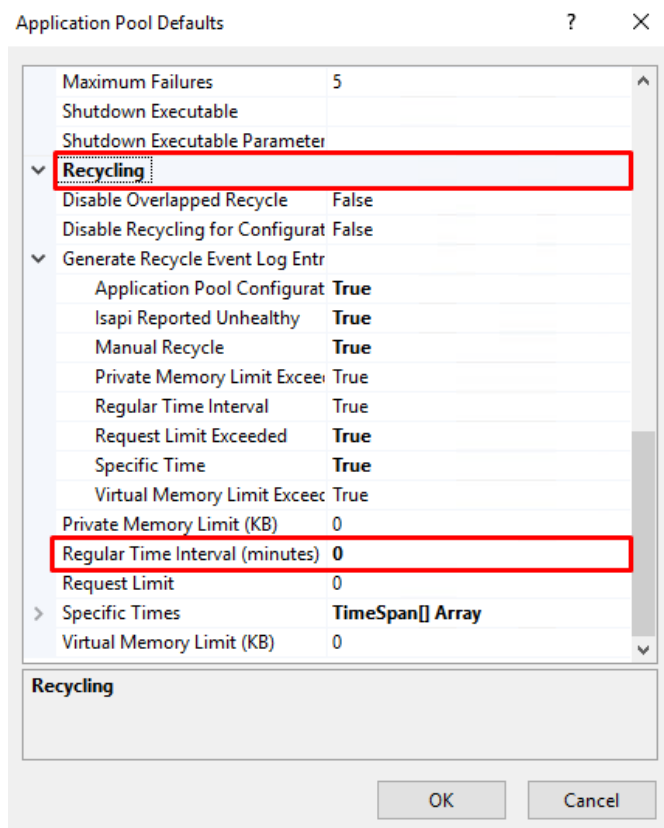 Application Pool Defaults ? ×
Maximum Failures 5
Shutdown Executable
Shutdown Executable Parameter
Recycling
Disable Overlapped Recycle False
Disable Recycling for Configurat False
Generate Recycle Event Log Entr
Application Pool Configurat True
Isapi Reported Unhealthy True
Manual Recycle True
Private Memory Limit Excee True
Regular Time Interval True
Request Limit Exceeded True
Specific Time True
Virtual Memory Limit Exceec True
Private Memory Limit (KB) 0
Regular Time Interval (minutes) 0
Request Limit 0
Specific Times TimeSpan[] Array
Virtual Memory Limit (KB) 0
Recycling
OK Cancel